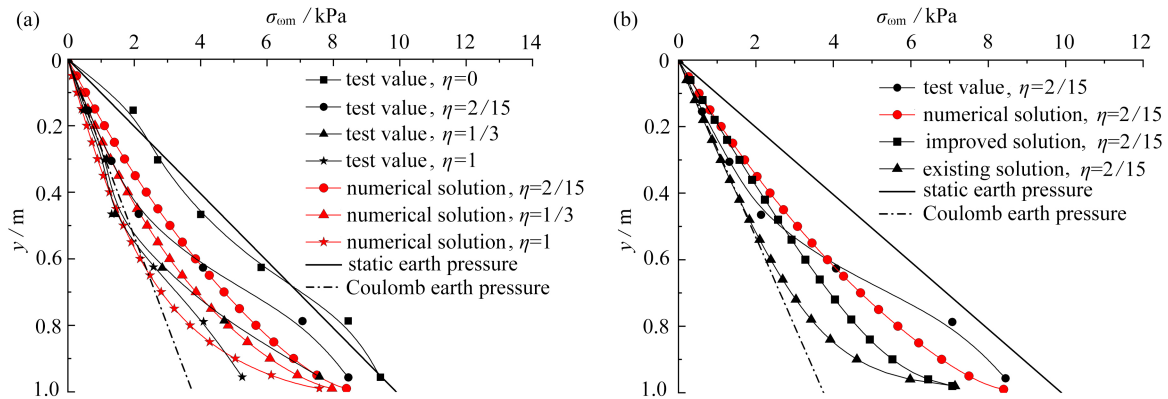 (a)
σωm / kPa
0 2 4 6 8 10 12 14
0
0.2
0.4
0.6
0.8
1.0
y / m
test value, η=0
test value, η=2/15
test value, η=1/3
test value, η=1
numerical solution, η=2/15
numerical solution, η=1/3
numerical solution, η=1
static earth pressure
Coulomb earth pressure
(b)
σωm / kPa
0 2 4 6 8 10 12
0
0.2
0.4
0.6
0.8
1.0
y / m
test value, η=2/15
numerical solution, η=2/15
improved solution, η=2/15
existing solution, η=2/15
static earth pressure
Coulomb earth pressure